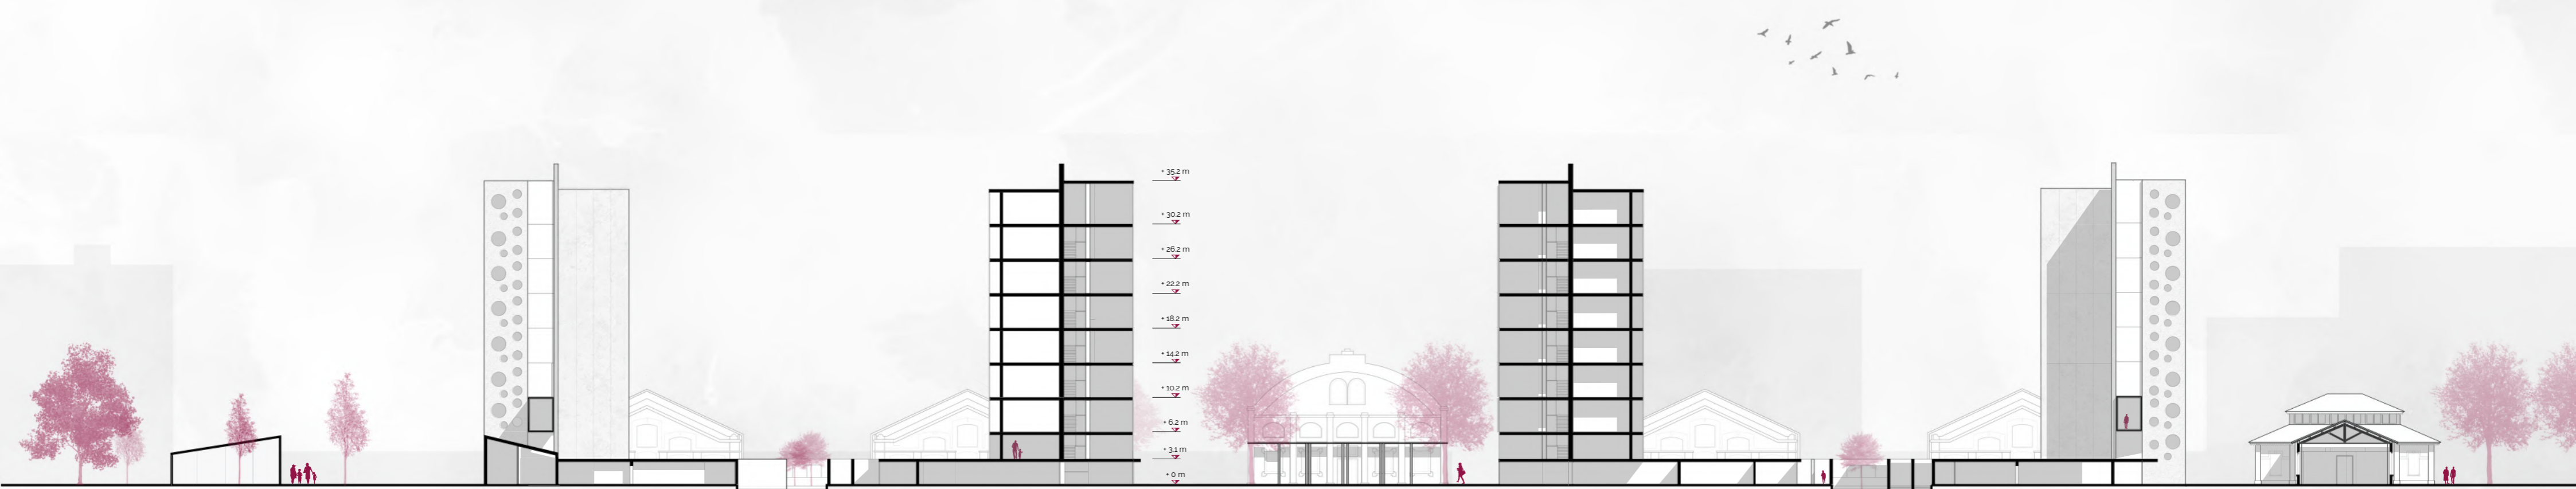 + 35.2 m
+ 30.2 m
+ 26.2 m
+ 22.2 m
+ 18.2 m
+ 14.2 m
+ 10.2 m
+ 6.2 m
+ 3.1 m
+ 0 m